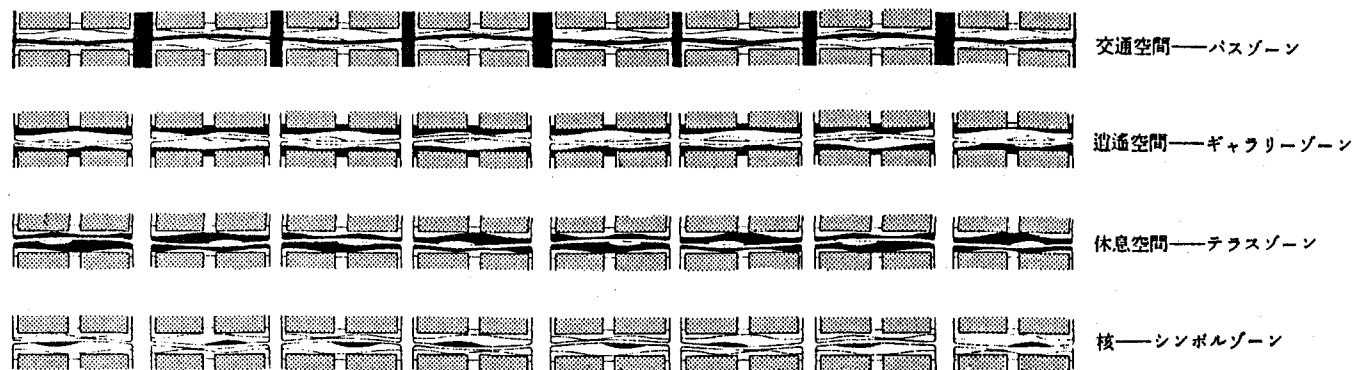 交通空間——パスゾーン
逍遙空間——ギャラリーゾーン
休息空間——テラスゾーン
核——シンボルゾーン